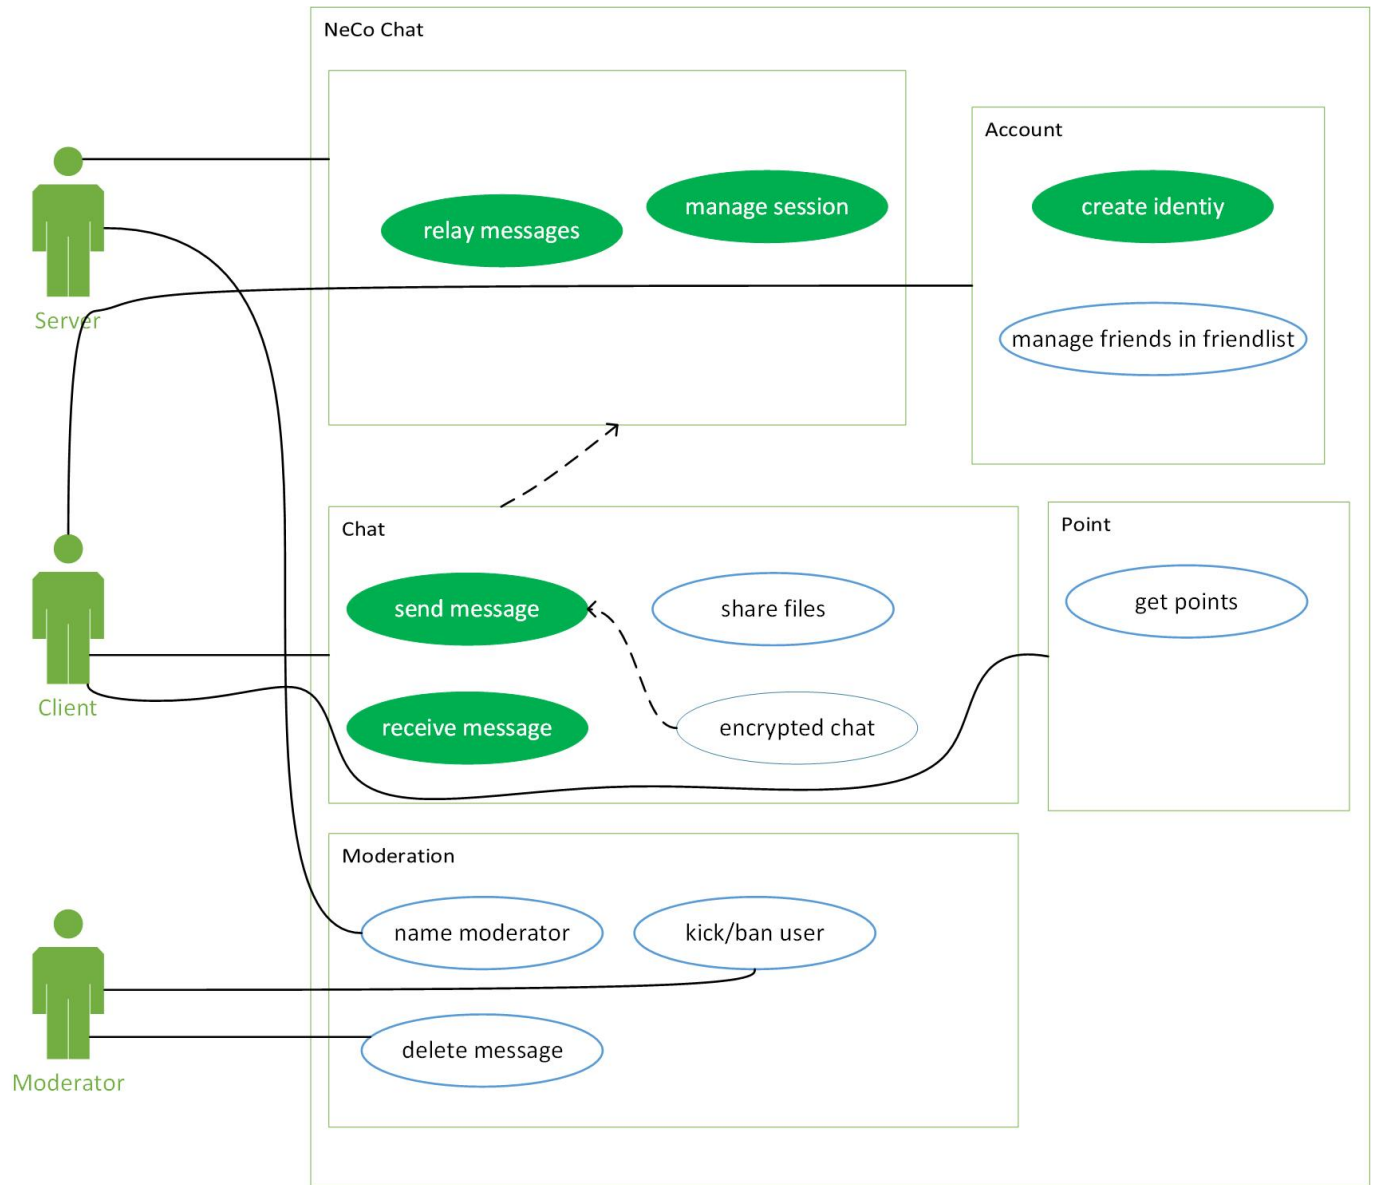 NeCo Chat
Account
manage session
create identiy
relay messages
Server
manage friends in friendlist
Chat
Point
send message
share files
get points
Client
receive message
encrypted chat
Moderation
name moderator
kick/ban user
delete message
Moderator